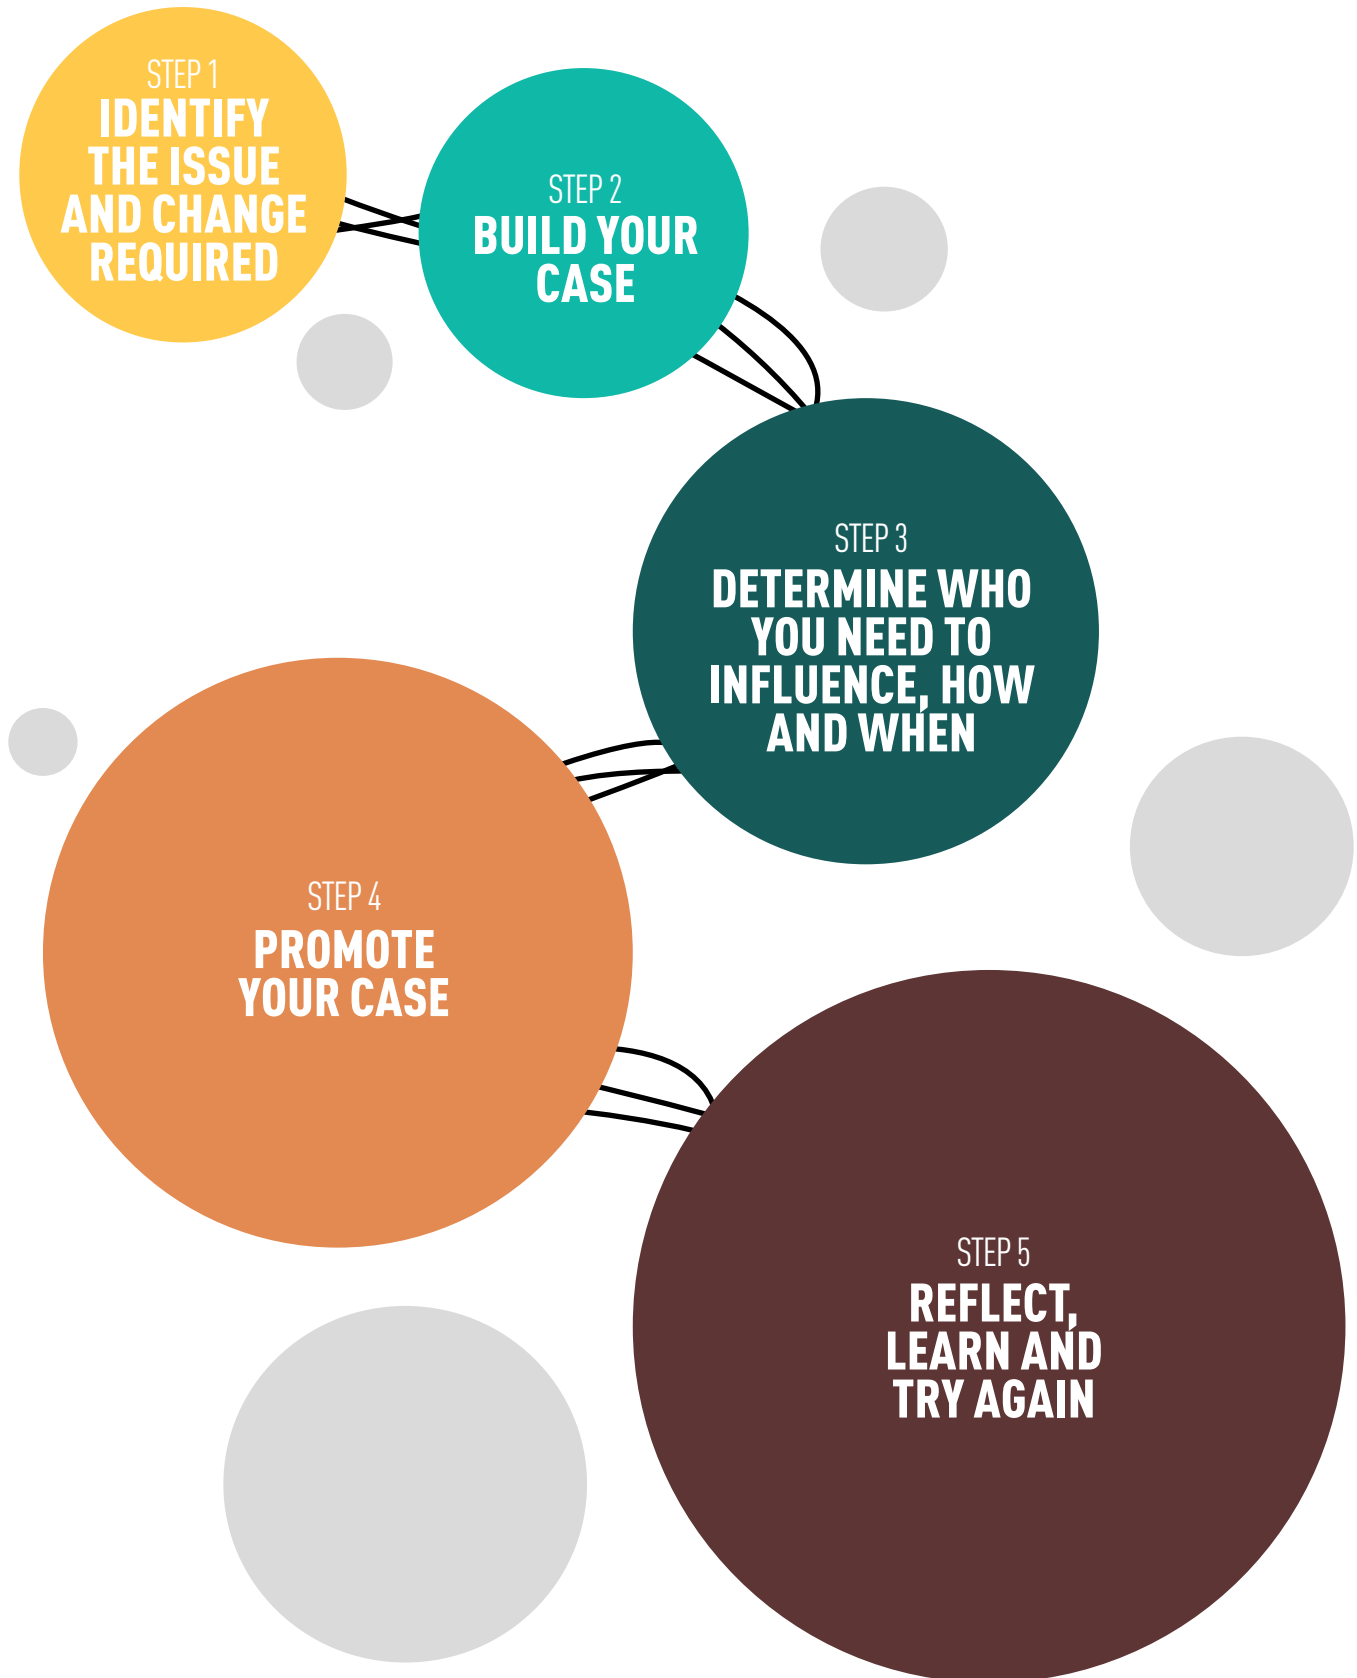 STEP 1
IDENTIFY
THE ISSUE
AND CHANGE
REQUIRED
STEP 2
BUILD YOUR
CASE
STEP 3
DETERMINE WHO
YOU NEED TO
INFLUENCE, HOW
AND WHEN
STEP 4
PROMOTE
YOUR CASE
STEP 5
REFLECT,
LEARN AND
TRY AGAIN